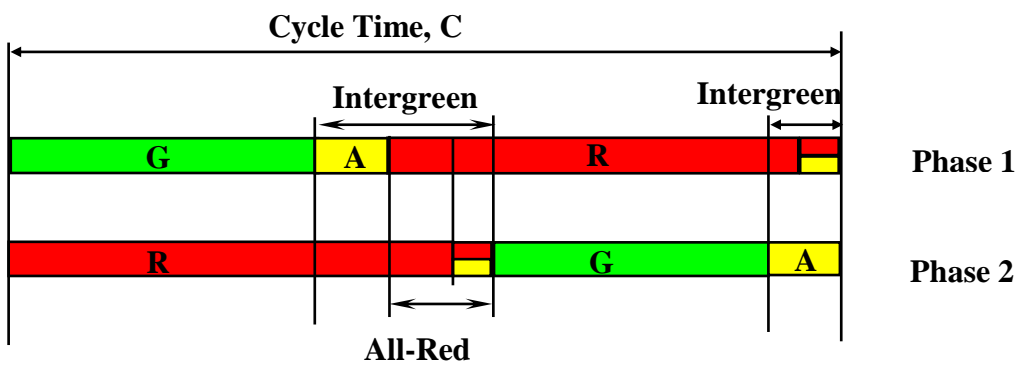 Cycle Time, C
Intergreen
Intergreen
G
A
R
Phase 1
R
G
A
Phase 2
All-Red